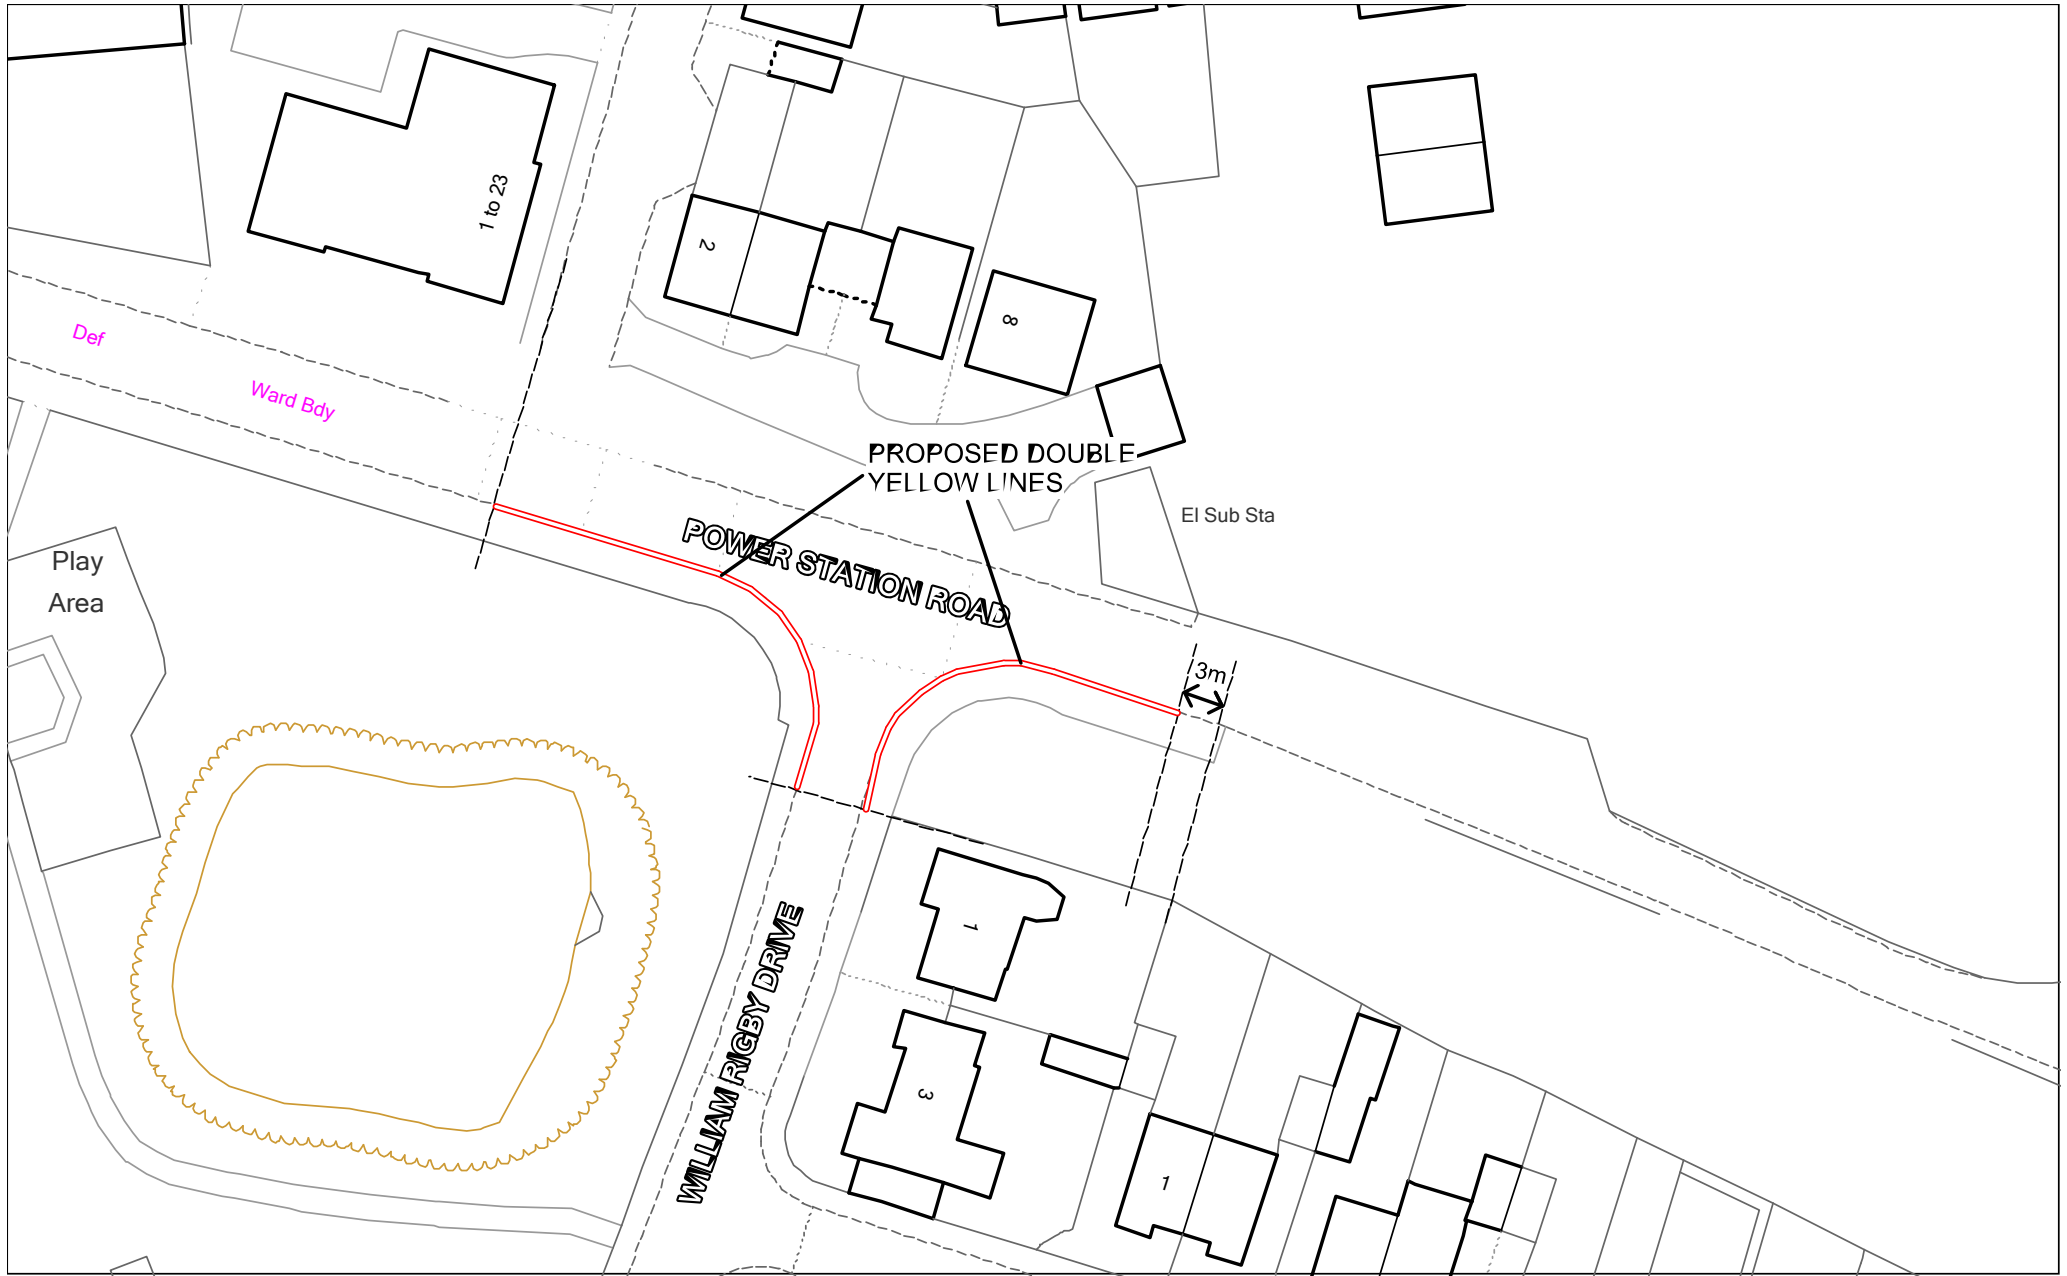 1 to 23
2
8
Def
Ward Bdy
PROPOSED DOUBLE
YELLOW LINES
El Sub Sta
POWER STATION ROAD
Play
Area
3m
1
WILLIAM RIGBY DRIVE
3
1